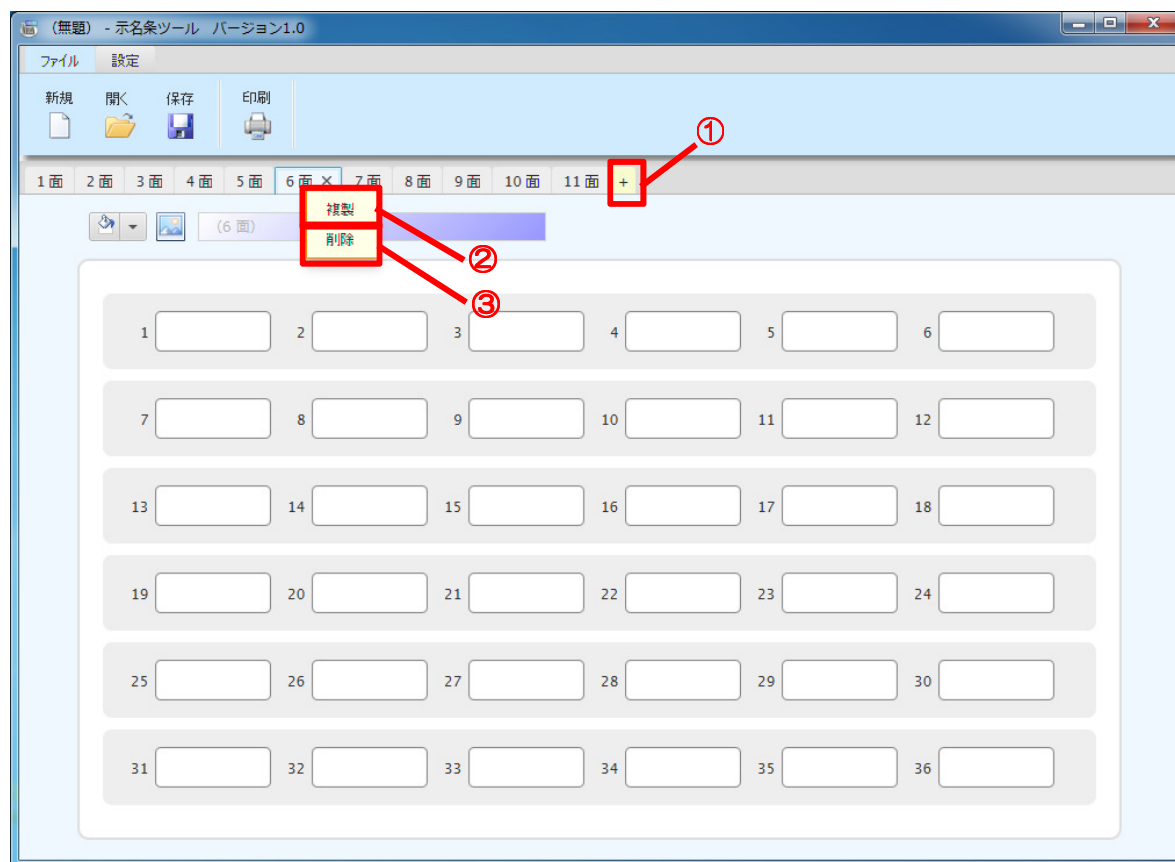 （無題） - 示名条ツール　バージョン1.0
ファイル 設定
新規 開く 保存 印刷
①
1 面 2 面 3 面 4 面 5 面 6 面 × 7 面 8 面 9 面 10 面 11 面 +
複製
(6 面)
削除
②
③
1 2 3 4 5 6
7 8 9 10 11 12
13 14 15 16 17 18
19 20 21 22 23 24
25 26 27 28 29 30
31 32 33 34 35 36